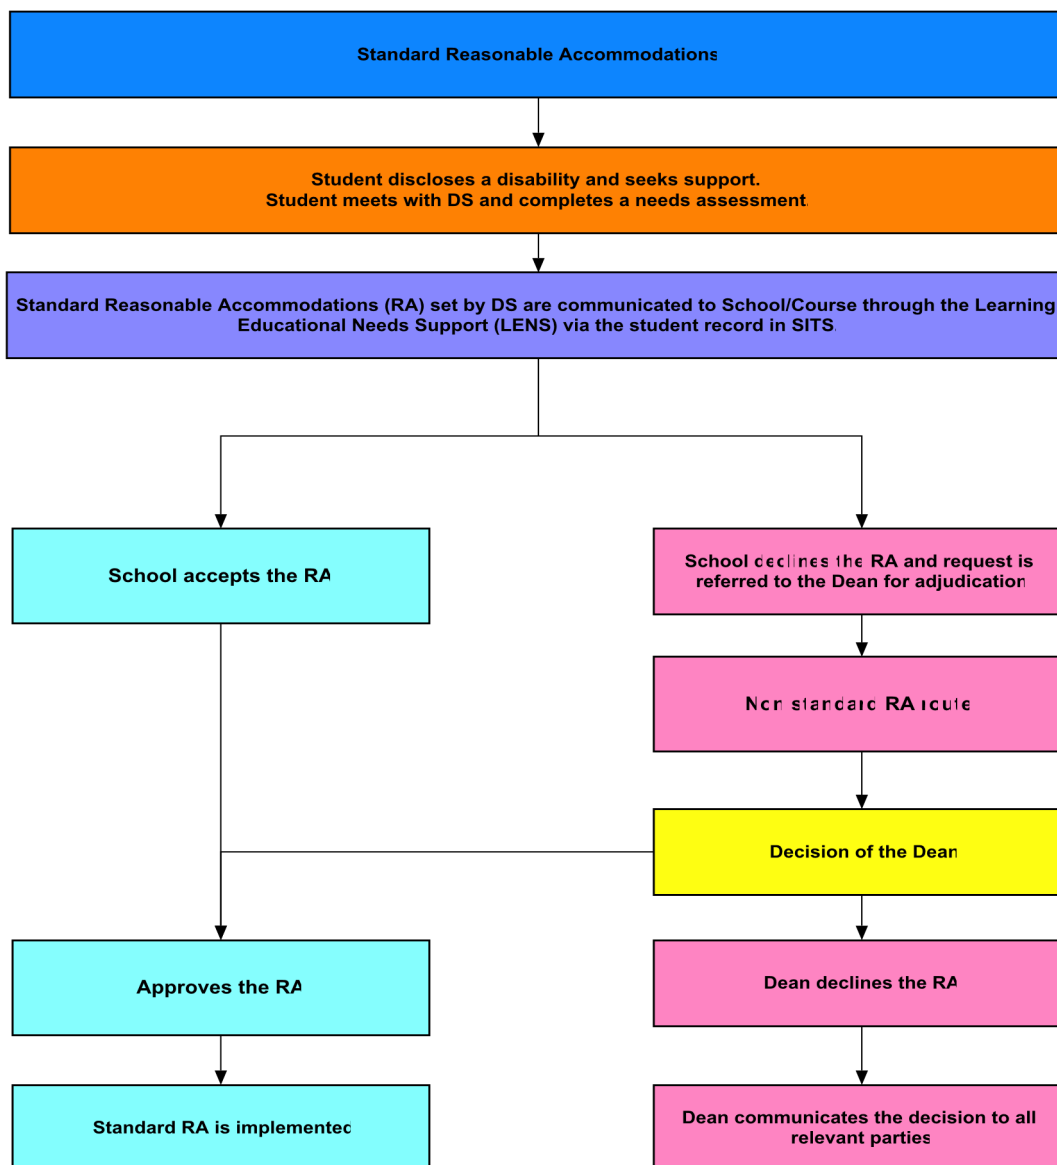 Standard Reasonable Accommodations
Student discloses a disability and seeks support.
Student meets with DS and completes a needs assessment.
Standard Reasonable Accommodations (RA) set by DS are communicated to School/Course through the Learning
Educational Needs Support (LENS) via the student record in SITS.
School accepts the RA
School declines the RA and request is
referred to the Dean for adjudication
Non standard RA route
Decision of the Dean
Approves the RA
Dean declines the RA
Standard RA is implemented
Dean communicates the decision to all
relevant parties